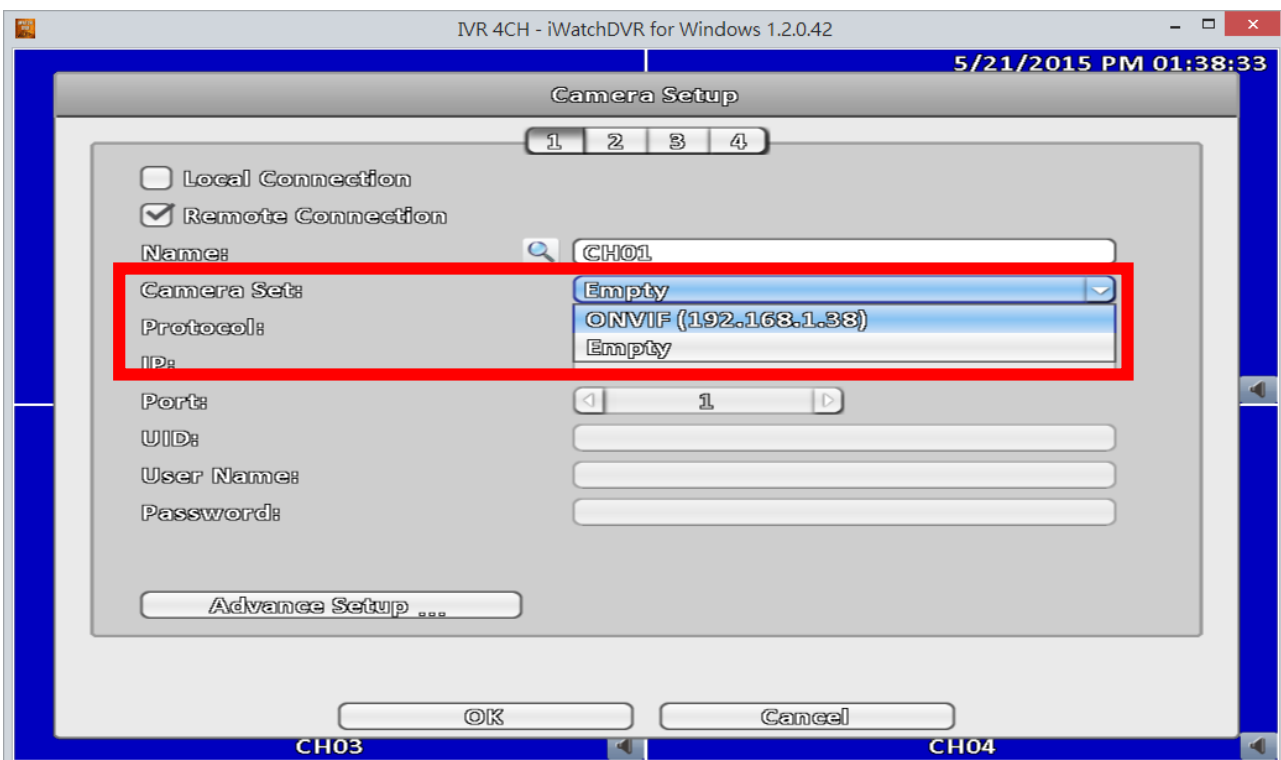 IVR 4CH - iWatchDVR for Windows 1.2.0.42
5/21/2015 PM 01:38:33
Camera Setup
1 2 3 4
Local Connection
Remote Connection
Name: CH01
Camera Set: Empty
ONVIF (192.168.1.38)
Protocol:
Empty
IP:
Port: 1
UID:
User Name:
Password:
Advance Setup ...
OK Cancel
CH03 CH04